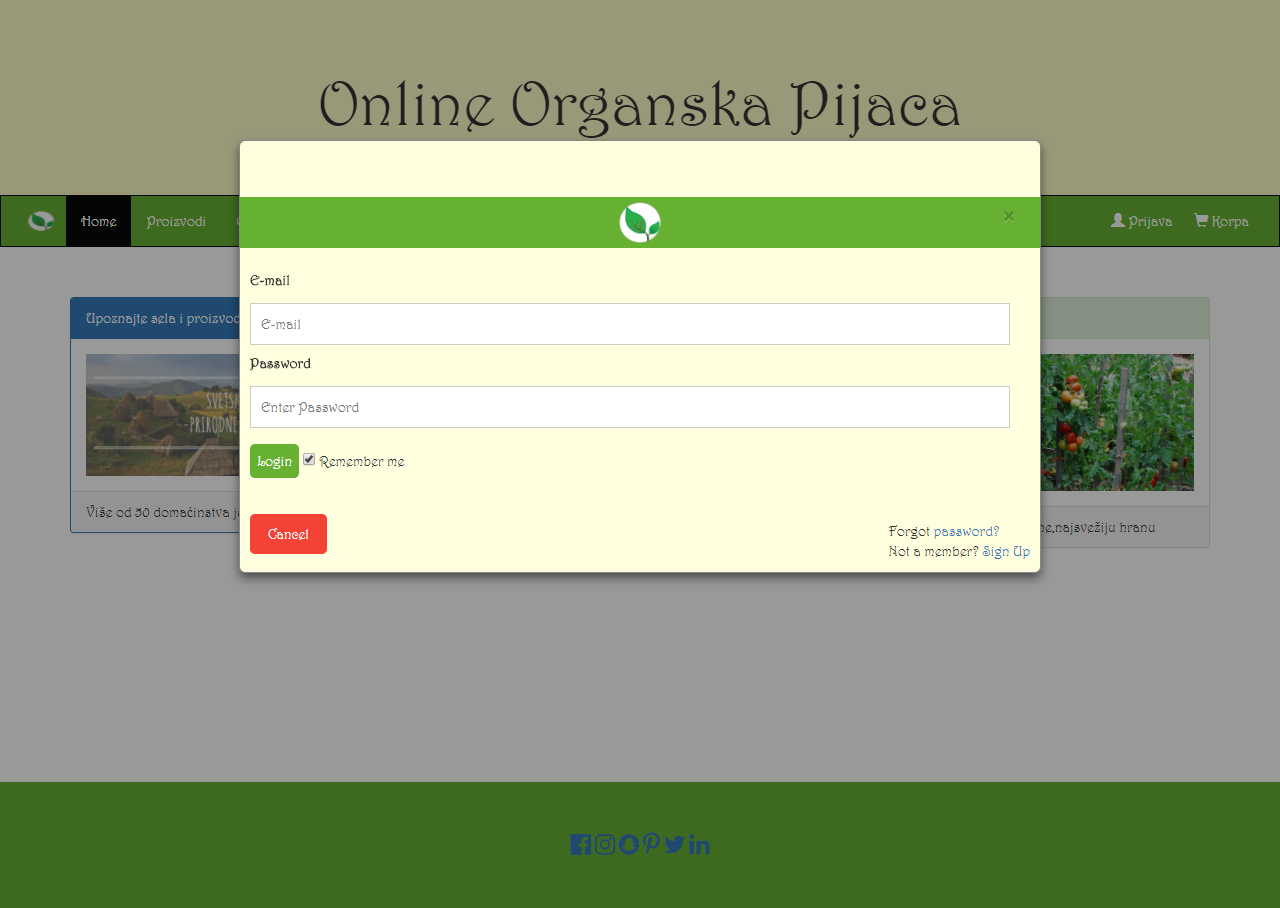 Online Organska Pijaca
Home Proizvodi
Prijava Korpa
×
E-mail
E-mail
Password
Enter Password
Login Remember me
Cancel
Forgot password?
Not a member? Sign Up
Upoznajte sela i proizvod
SVETSK
-PRIRODNE
Više od 50 domaćinstva je
ne,najsvežiju hranu